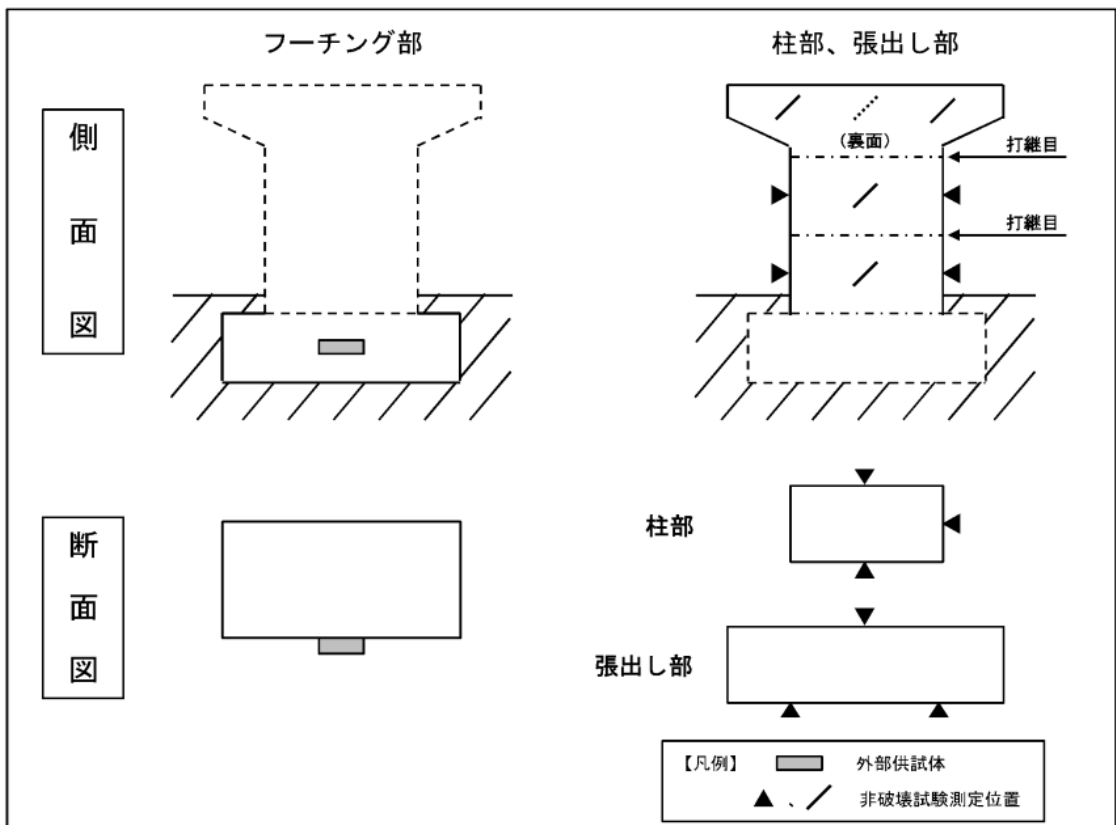 フーチング部
柱部、張出し部
側面図
(裏面)
打継目
打継目
断面図
柱部
張出し部
【凡例】 外部供試体
▲、／ 非破壊試験測定位置